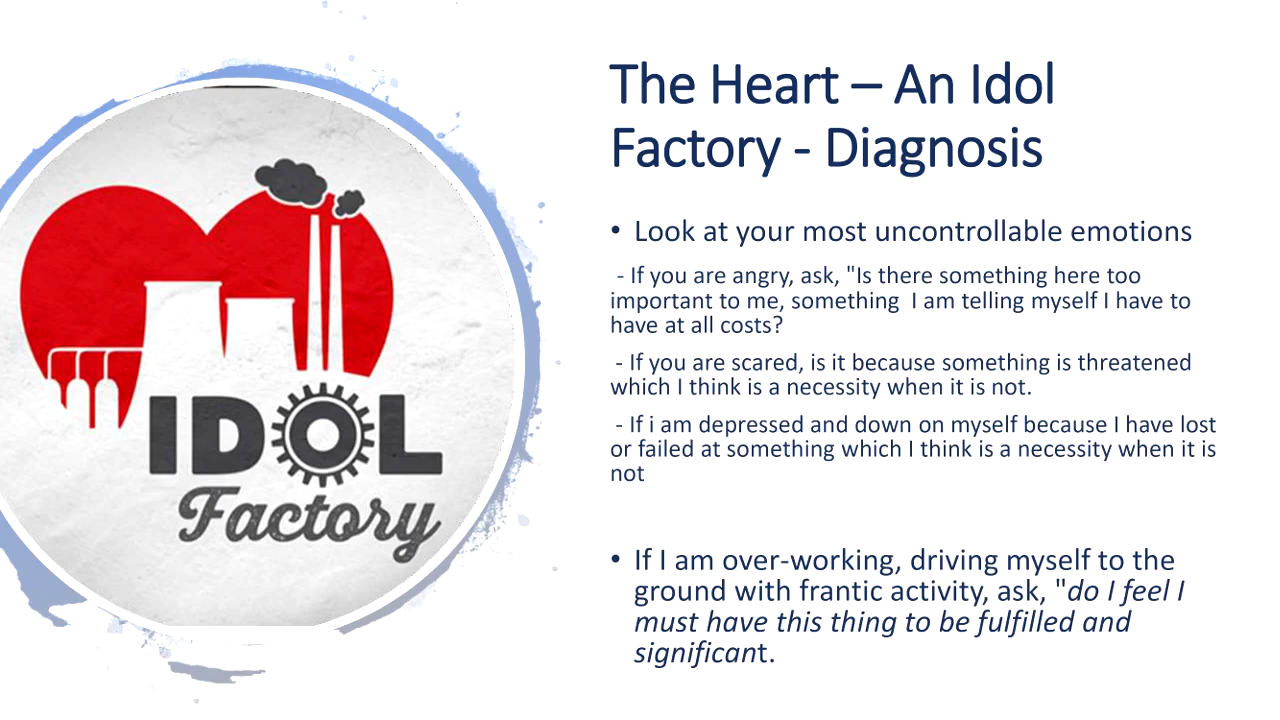 The Heart – An Idol
Factory - Diagnosis
• Look at your most uncontrollable emotions
- If you are angry, ask, "Is there something here too
important to me, something  I am telling myself I have to
have at all costs?
- If you are scared, is it because something is threatened
which I think is a necessity when it is not.
- If i am depressed and down on myself because I have lost
or failed at something which I think is a necessity when it is
not
• If I am over-working, driving myself to the
ground with frantic activity, ask, "do I feel I
must have this thing to be fulfilled and
significant.
IDOL
Factory